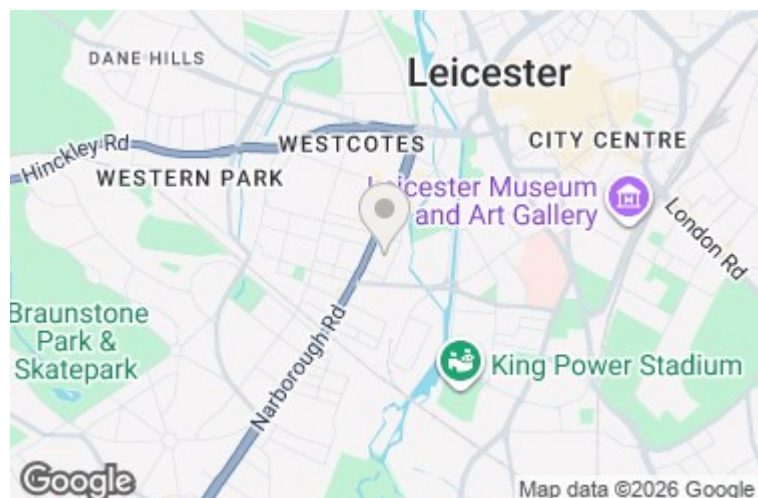 DANE HILLS
Leicester
Hinckley Rd
WESTCOTES
CITY CENTRE
WESTERN PARK
Leicester Museum
and Art Gallery
London Rd
Braunstone
Park &
Skatepark
Narborough Rd
King Power Stadium
Google
Map data ©2026 Google